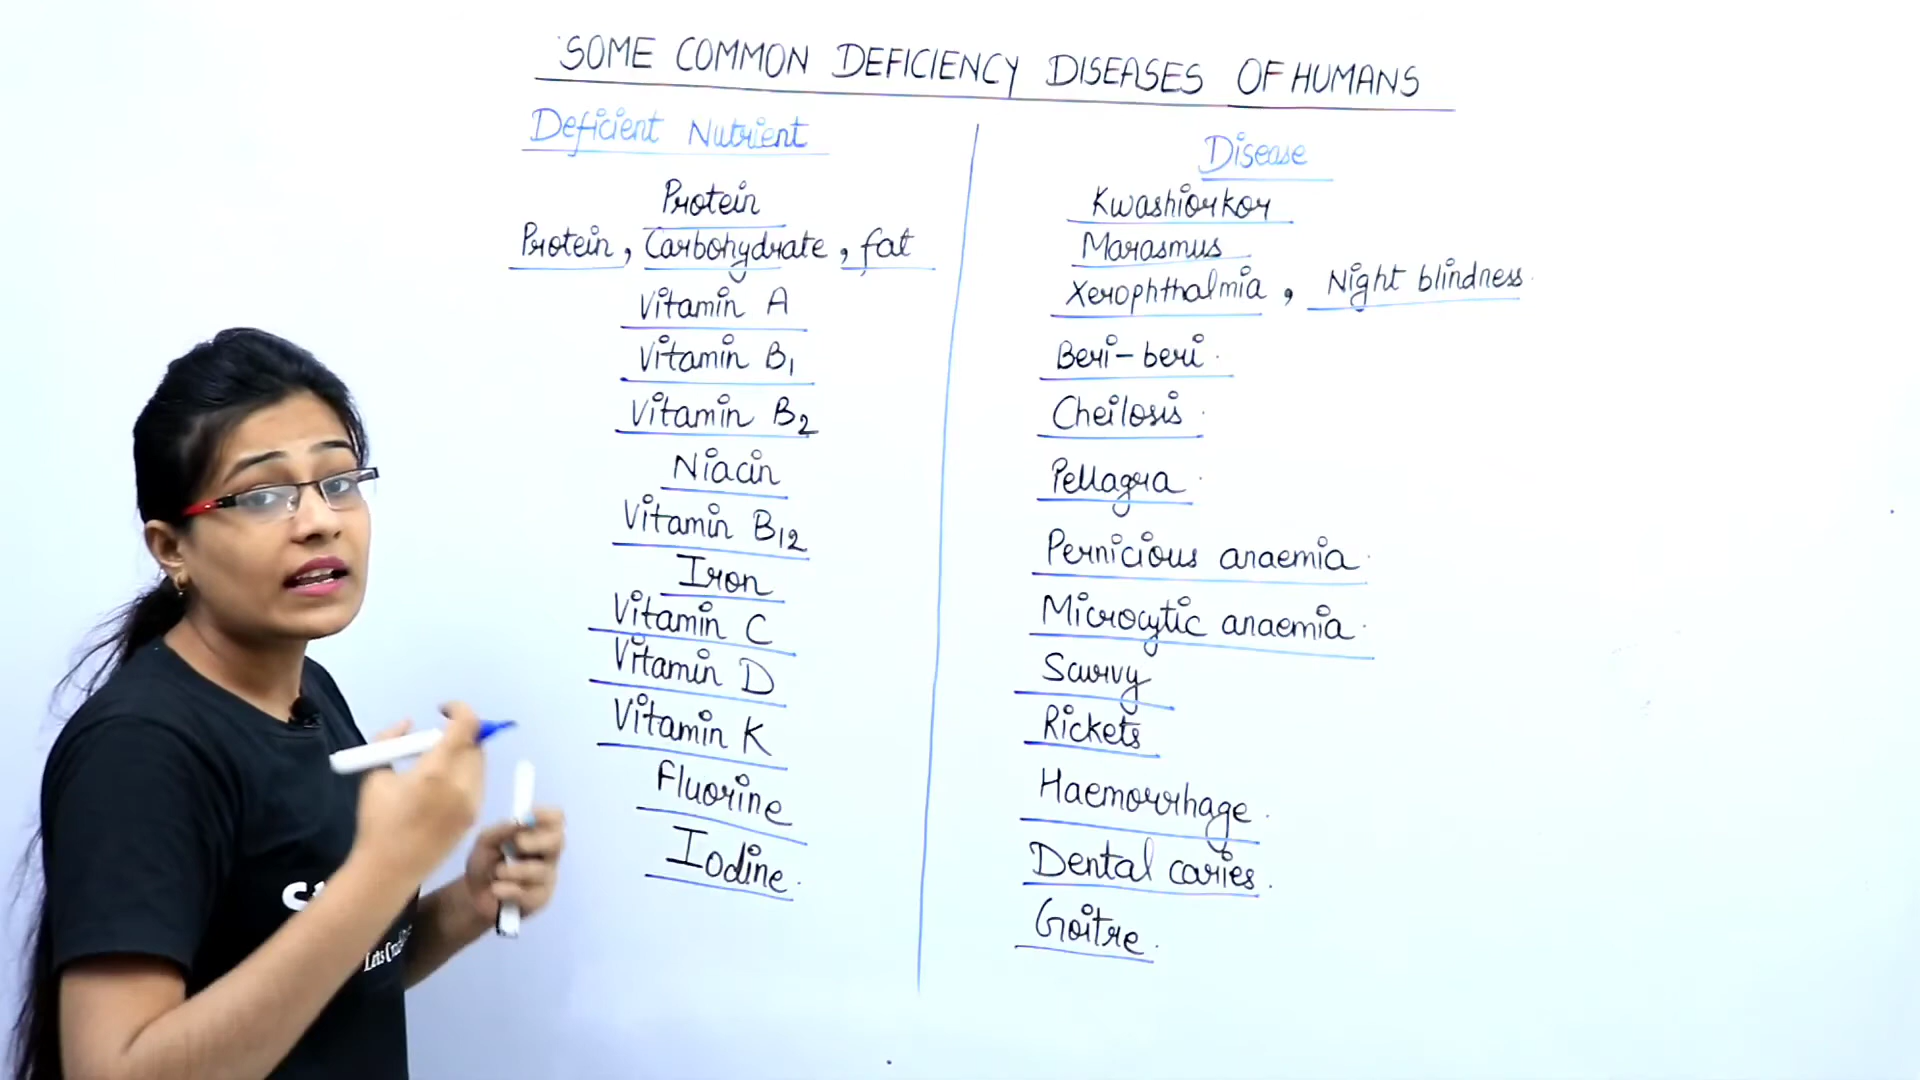 SOME COMMON DEFICIENCY DISEASES OF HUMANS
Deficient Nutrient
Disease
Protein
Kwashiorkor
Protein, Carbohydrate, fat
Marasmus
Vitamin A
Xerophthalmia, Night blindness
Vitamin B1
Beri-beri
Vitamin B2
Cheilosis
Niacin
Pellagra
Vitamin B12
Pernicious anaemia
Iron
Microcytic anaemia
Vitamin C
Scurvy
Vitamin D
Rickets
Vitamin K
Haemorrhage
Fluorine
Dental caries
Iodine
Goitre